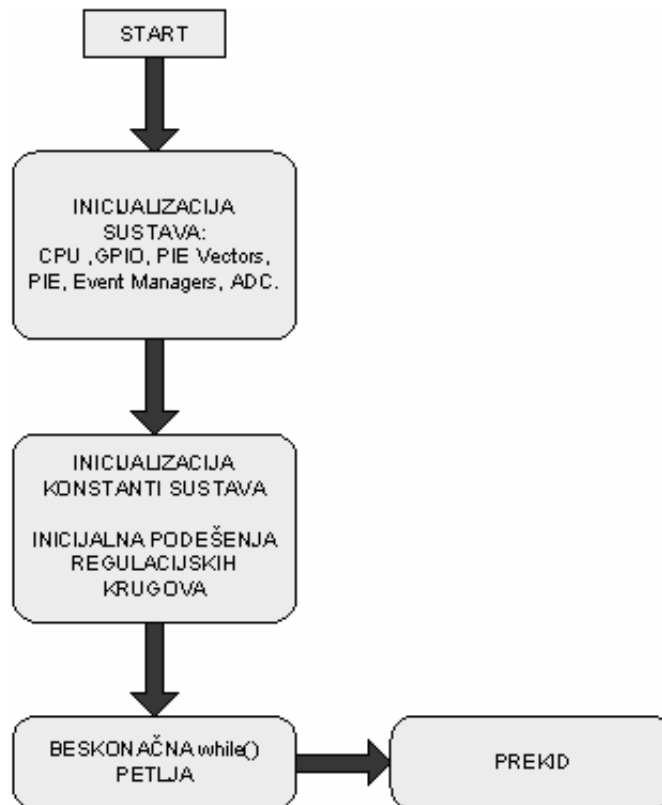 START
INICIJALIZACIJA
SUSTAVA:
CPU ,GPIO, PIE Vectors,
PIE, Event Managers, ADC.
INICIJALIZACIJA
KONSTANTI SUSTAVA
INICIJALNA PODEŠENJA
REGULACIJSKIH
KRUGOVA
BESKONAČNA while()
PETLJA
PREKID